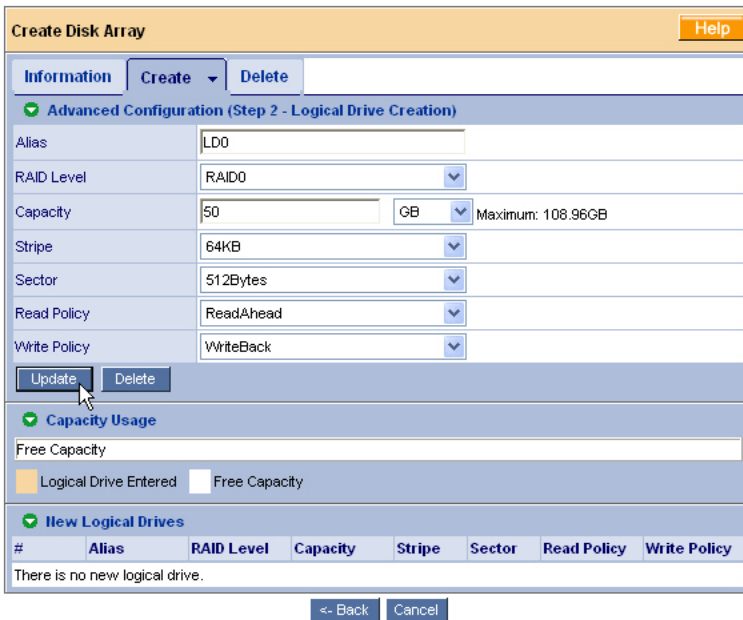 Create Disk Array Help
Information Create Delete
Advanced Configuration (Step 2 - Logical Drive Creation)
Alias LD0
RAID Level RAID0
Capacity 50 GB Maximum: 108.96GB
Stripe 64KB
Sector 512Bytes
Read Policy ReadAhead
Write Policy WriteBack
Update Delete
Capacity Usage
Free Capacity
Logical Drive Entered Free Capacity
New Logical Drives
# Alias RAID Level Capacity Stripe Sector Read Policy Write Policy
There is no new logical drive.
<- Back Cancel